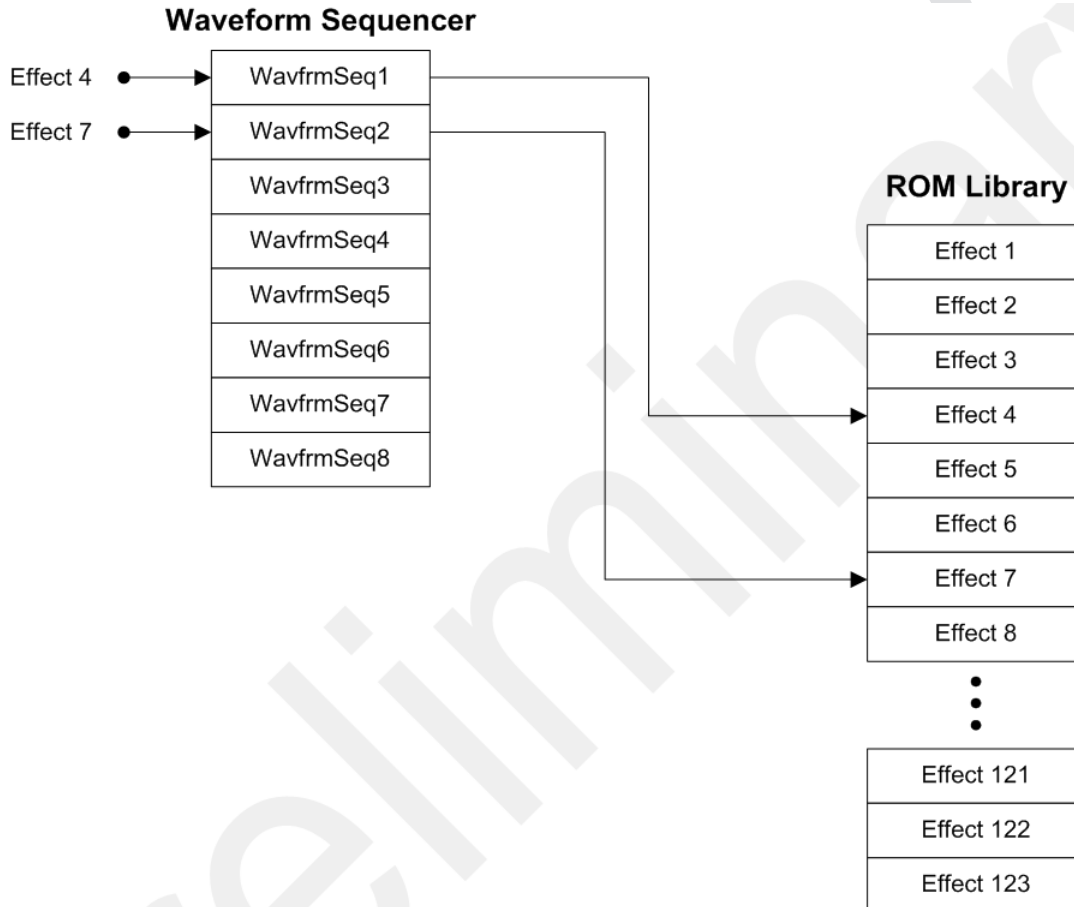 Waveform Sequencer
Effect 4
WavfrmSeq1
Effect 7
WavfrmSeq2
WavfrmSeq3
WavfrmSeq4
WavfrmSeq5
WavfrmSeq6
WavfrmSeq7
WavfrmSeq8
ROM Library
Effect 1
Effect 2
Effect 3
Effect 4
Effect 5
Effect 6
Effect 7
Effect 8
Effect 121
Effect 122
Effect 123